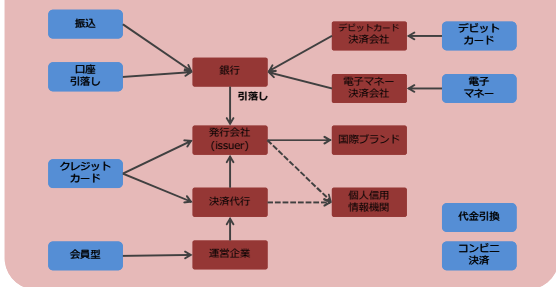 振込
デビットカード
決済会社
デビット
カード
口座
引落し
銀行
電子マネー
決済会社
電子
マネー
引落し
発行会社
(issuer)
国際ブランド
クレジット
カード
決済代行
個人信用
情報機関
代金引換
会員型
運営企業
コンビニ
決済